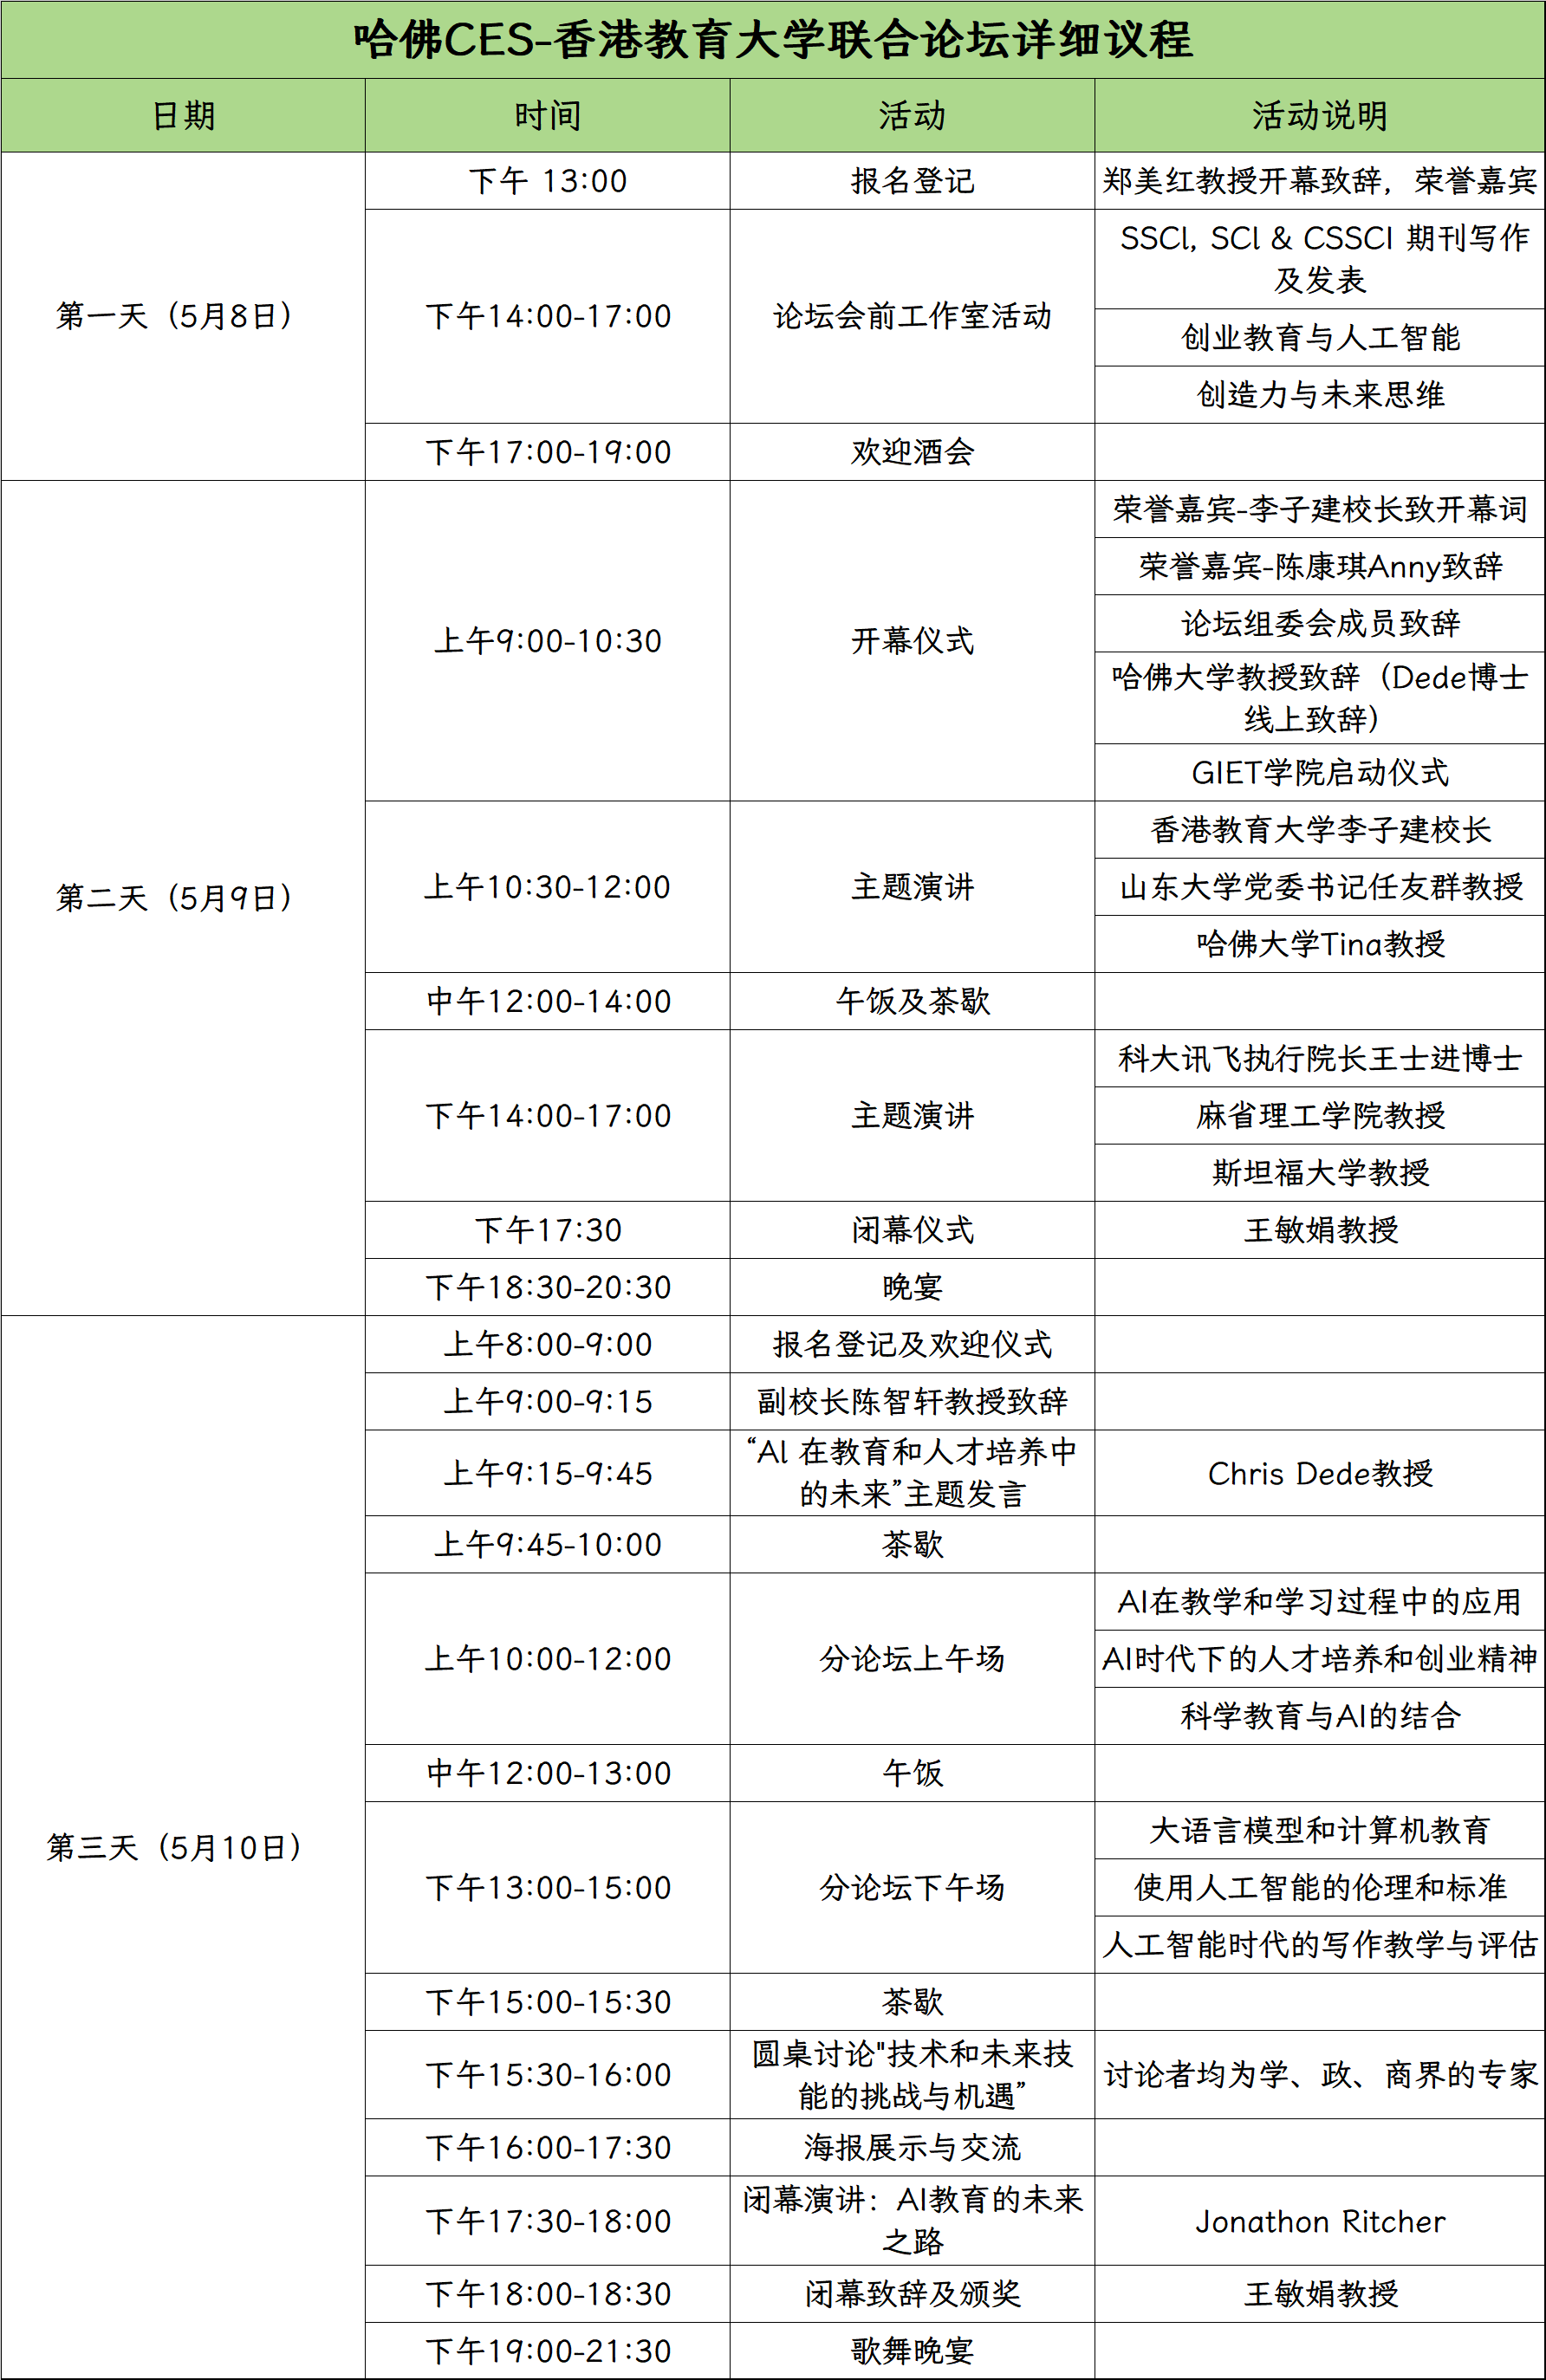 哈佛CES-香港教育大学联合论坛详细议程
日期
时间
活动
活动说明
第一天（5月8日）
下午 13:00
报名登记
郑美红教授开幕致辞，荣誉嘉宾
下午14:00-17:00
论坛会前工作室活动
SSCl, SCl & CSSCI 期刊写作
及发表
创业教育与人工智能
创造力与未来思维
下午17:00-19:00
欢迎酒会
第二天（5月9日）
上午9:00-10:30
开幕仪式
荣誉嘉宾-李子建校长致开幕词
荣誉嘉宾-陈康琪Anny致辞
论坛组委会成员致辞
哈佛大学教授致辞（Dede博士
线上致辞）
GIET学院启动仪式
上午10:30-12:00
主题演讲
香港教育大学李子建校长
山东大学党委书记任友群教授
哈佛大学Tina教授
中午12:00-14:00
午饭及茶歇
下午14:00-17:00
主题演讲
科大讯飞执行院长王士进博士
麻省理工学院教授
斯坦福大学教授
下午17:30
闭幕仪式
王敏娟教授
下午18:30-20:30
晚宴
第三天（5月10日）
上午8:00-9:00
报名登记及欢迎仪式
上午9:00-9:15
副校长陈智轩教授致辞
上午9:15-9:45
“Al 在教育和人才培养中
的未来”主题发言
Chris Dede教授
上午9:45-10:00
茶歇
上午10:00-12:00
分论坛上午场
AI在教学和学习过程中的应用
AI时代下的人才培养和创业精神
科学教育与AI的结合
中午12:00-13:00
午饭
下午13:00-15:00
分论坛下午场
大语言模型和计算机教育
使用人工智能的伦理和标准
人工智能时代的写作教学与评估
下午15:00-15:30
茶歇
下午15:30-16:00
圆桌讨论"技术和未来技
能的挑战与机遇”
讨论者均为学、政、商界的专家
下午16:00-17:30
海报展示与交流
下午17:30-18:00
闭幕演讲：AI教育的未来
之路
Jonathon Ritcher
下午18:00-18:30
闭幕致辞及颁奖
王敏娟教授
下午19:00-21:30
歌舞晚宴